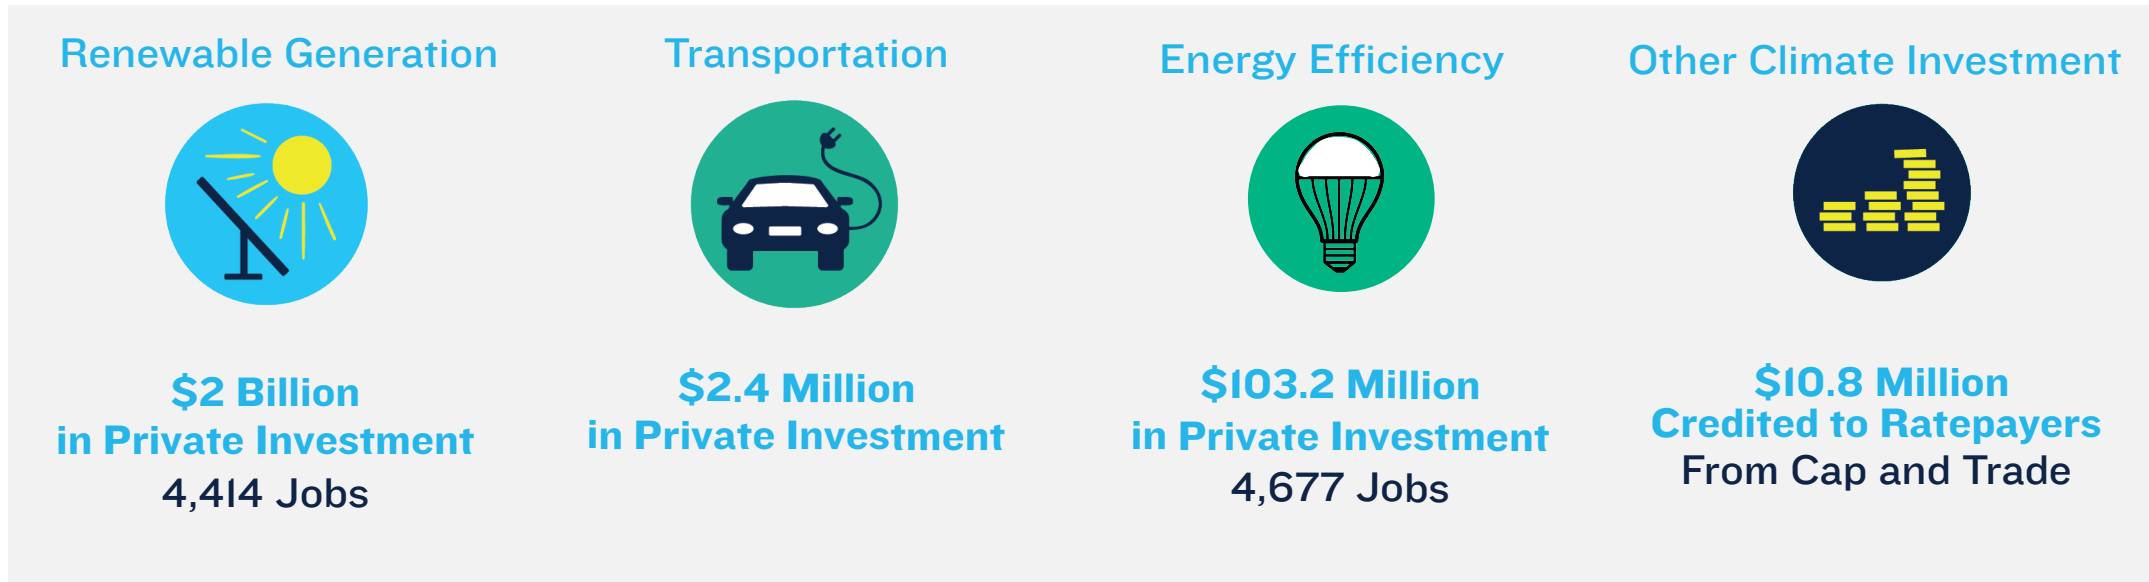 Renewable Generation
$2 Billion
in Private Investment
4,414 Jobs
Transportation
$2.4 Million
in Private Investment
Energy Efficiency
$103.2 Million
in Private Investment
4,677 Jobs
Other Climate Investment
$10.8 Million
Credited to Ratepayers
From Cap and Trade